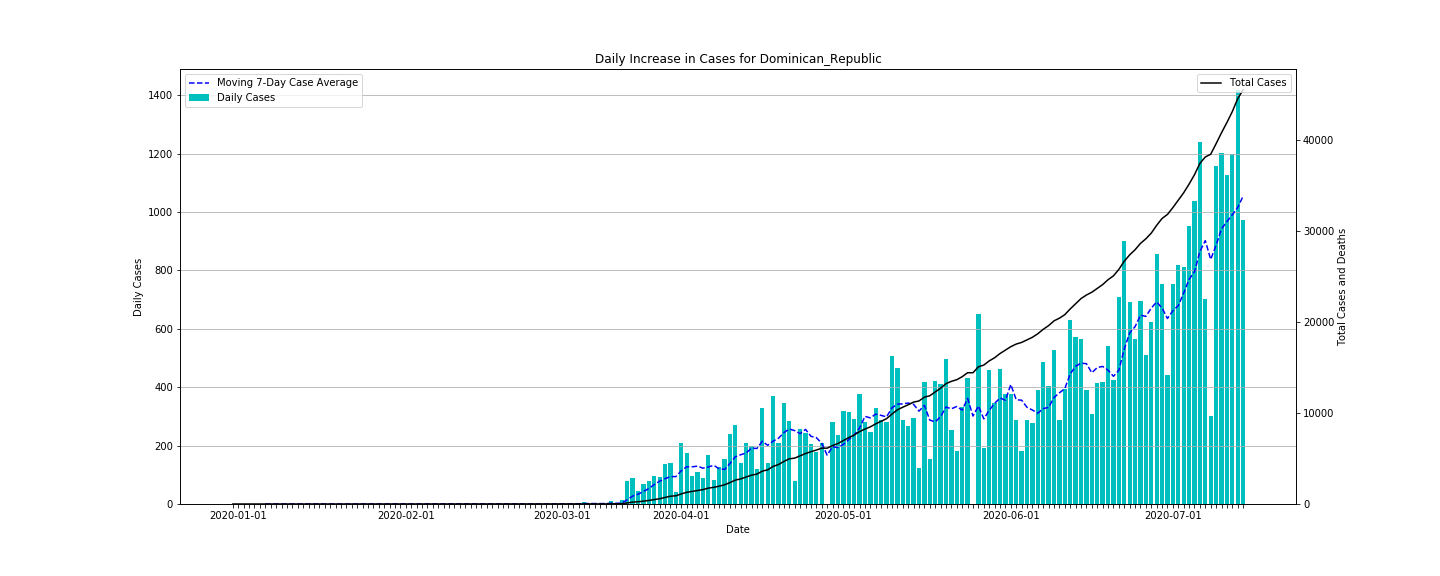 Daily Increase in Cases for Dominican_Republic
Moving 7-Day Case Average
Daily Cases
Total Cases
1400
1200
1000
800
600
400
200
0
Daily Cases
40000
30000
20000
10000
0
Total Cases and Deaths
2020-01-01
2020-02-01
2020-03-01
2020-04-01
2020-05-01
2020-06-01
2020-07-01
Date